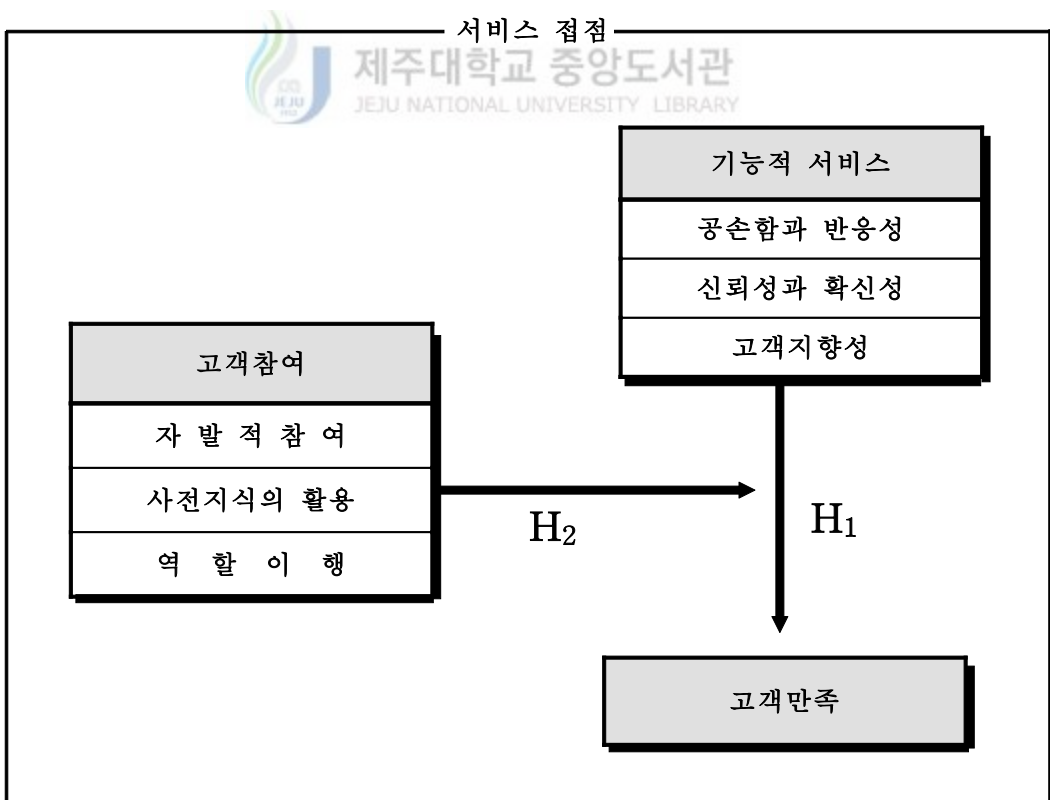 서비스 접점
제주대학교 중앙도서관
JEJU NATIONAL UNIVERSITY LIBRARY
JEJU
1952
기능적 서비스
공손함과 반응성
신뢰성과 확신성
고객지향성
고객참여
자 발 적 참 여
사전지식의 활용
역 할 이 행
H2
H1
고객만족